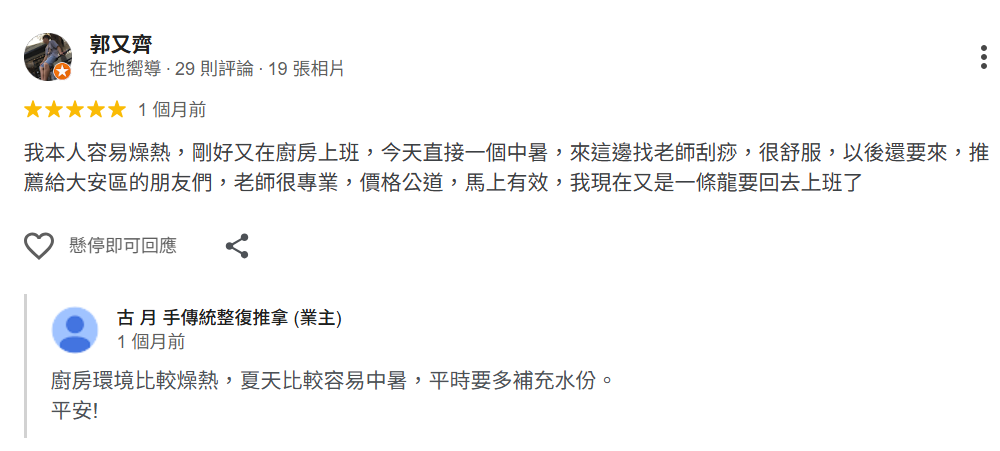 郭又齊
在地嚮導 · 29 則評論 · 19 張相片
1 個月前
我本人容易燥熱，剛好又在廚房上班，今天直接一個中暑，來這邊找老師刮痧，很舒服，以後還要來，推
薦給大安區的朋友們，老師很專業，價格公道，馬上有效，我現在又是一條龍要回去上班了
懸停即可回應
古 月 手傳統整復推拿 (業主)
1 個月前
廚房環境比較燥熱，夏天比較容易中暑，平時要多補充水份。
平安!